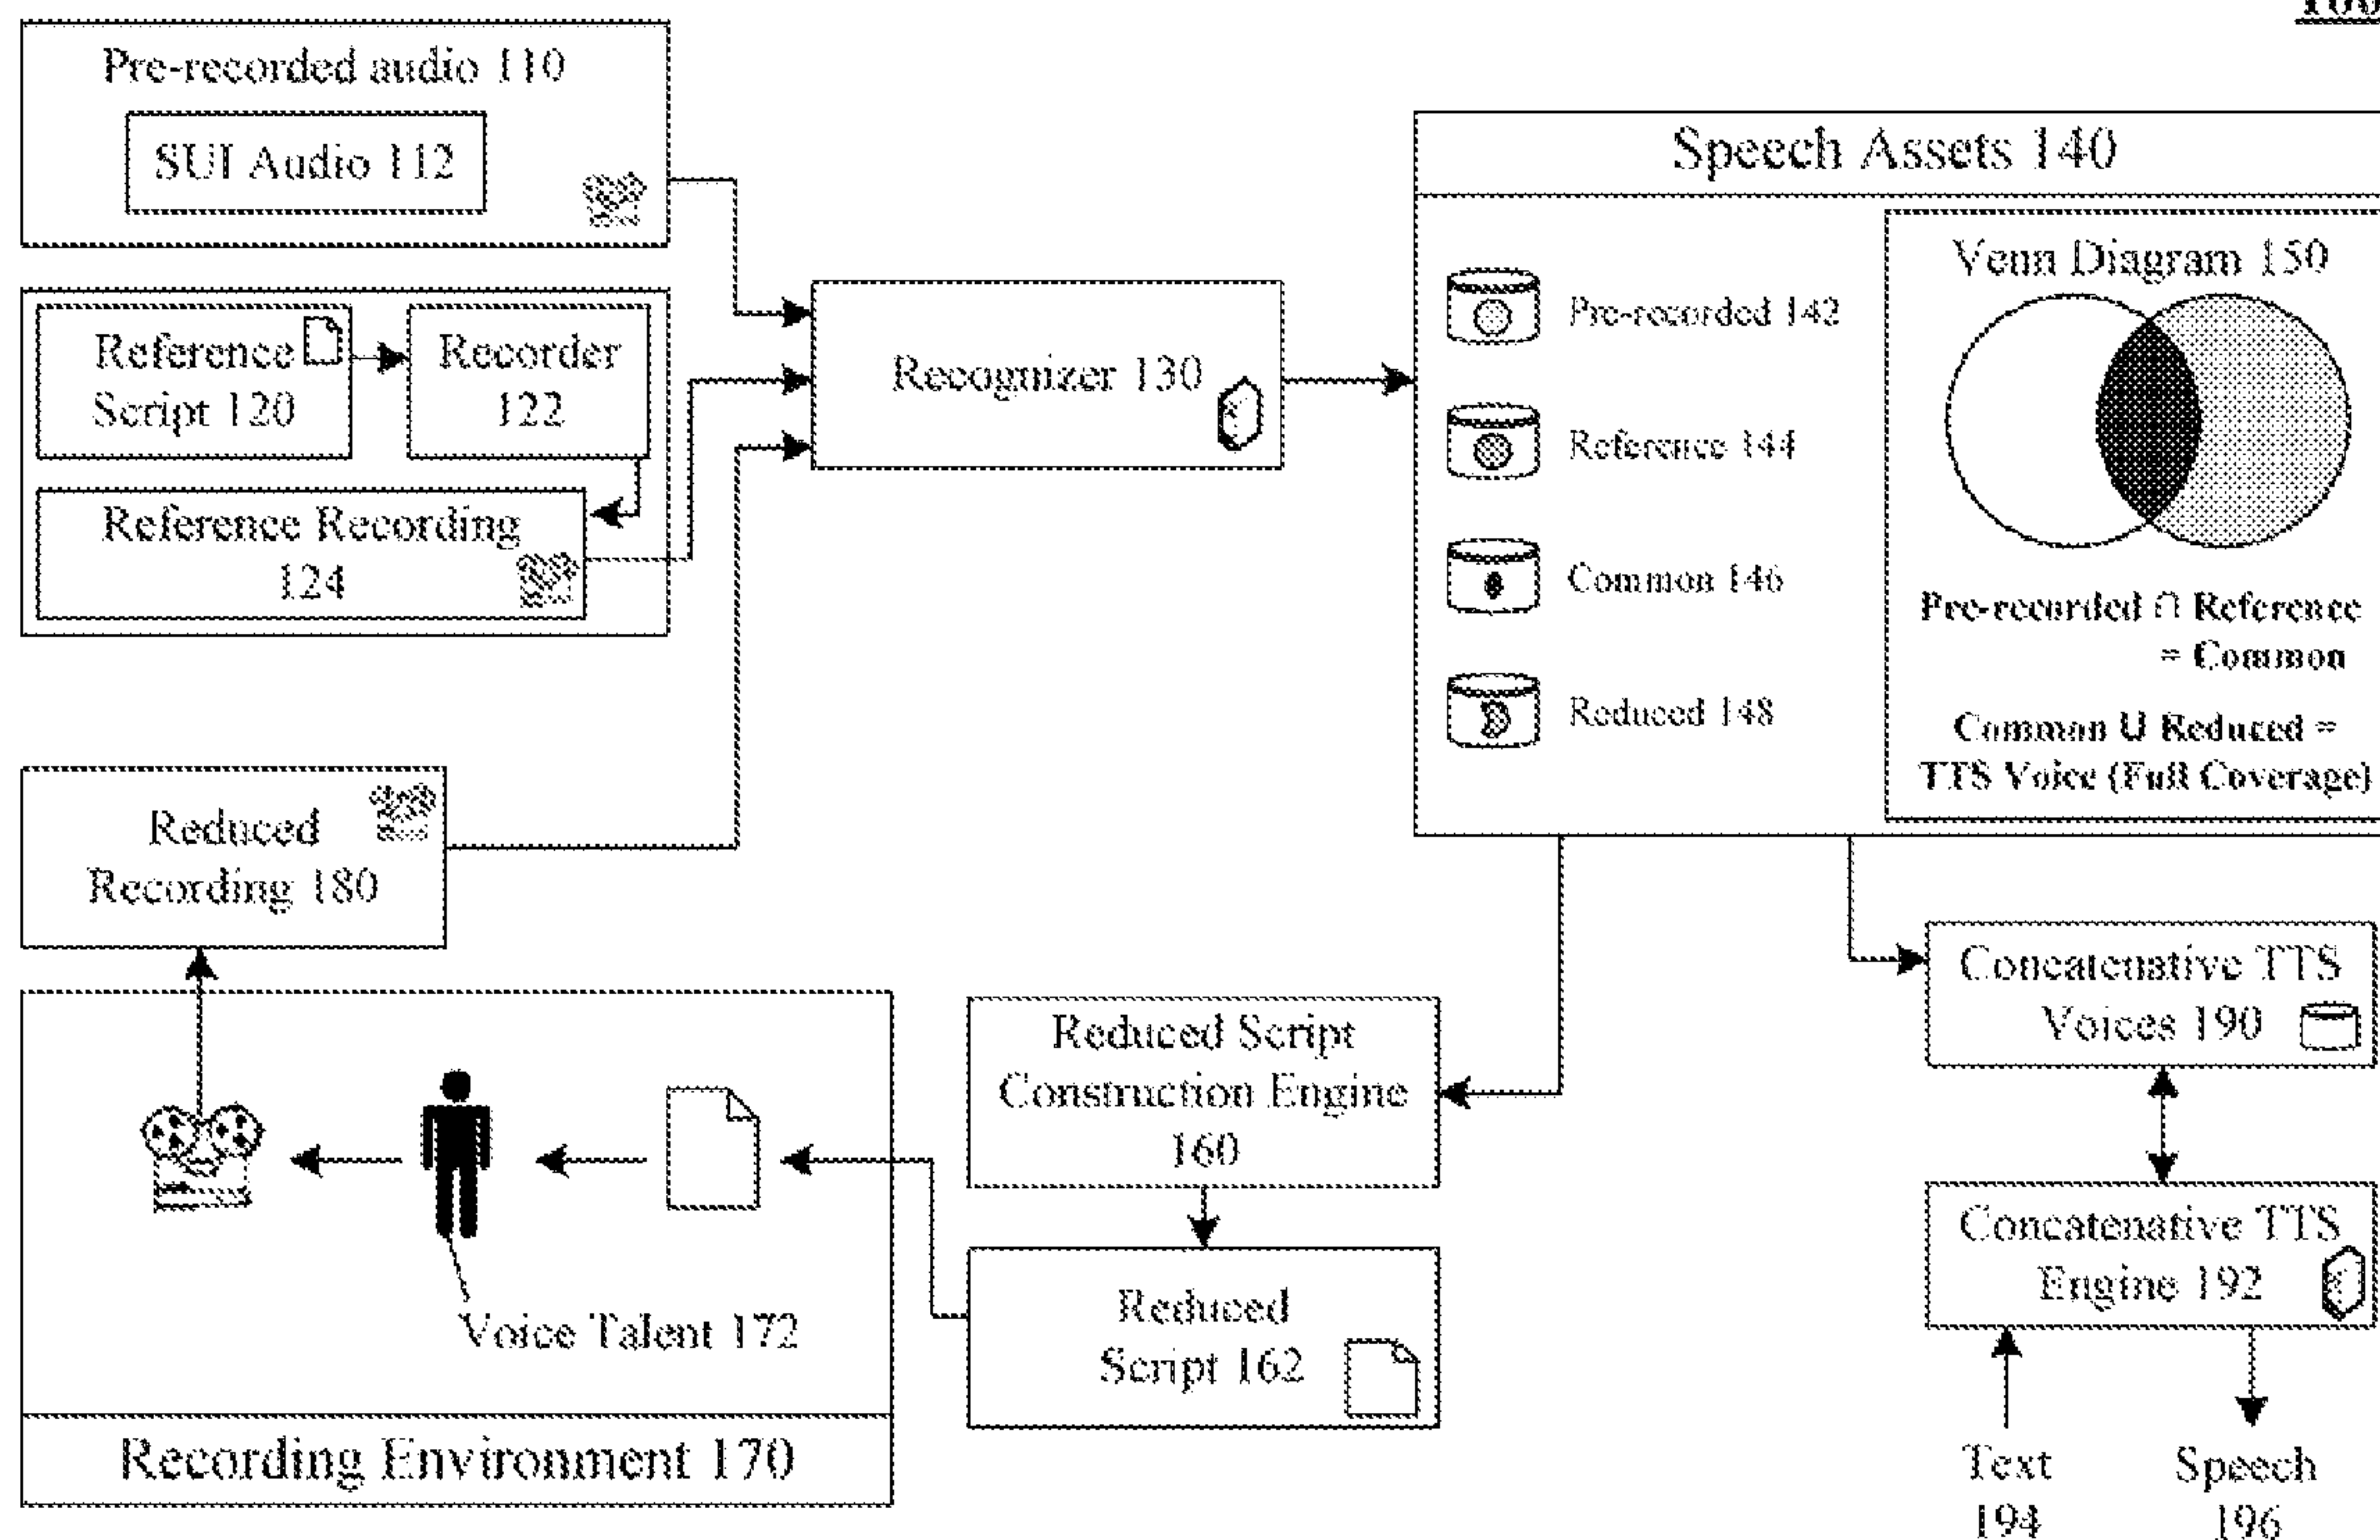 100
Pre-recorded audio 110
SUI Audio 112
Reference
Script 120
Recorder
122
Reference Recording
124
Recognizer 130
Speech Assets 140
Pre-recorded 142
Reference 144
Common 146
Reduced 148
Venn Diagram 150
Pre-recorded ∩ Reference
= Common
Common U Reduced =
TTS Voice (Full Coverage)
Reduced
Recording 180
Voice Talent 172
Recording Environment 170
Reduced Script
Construction Engine
160
Reduced
Script 162
Concatenative TTS
Voices 190
Concatenative TTS
Engine 192
Text
194
Speech
196